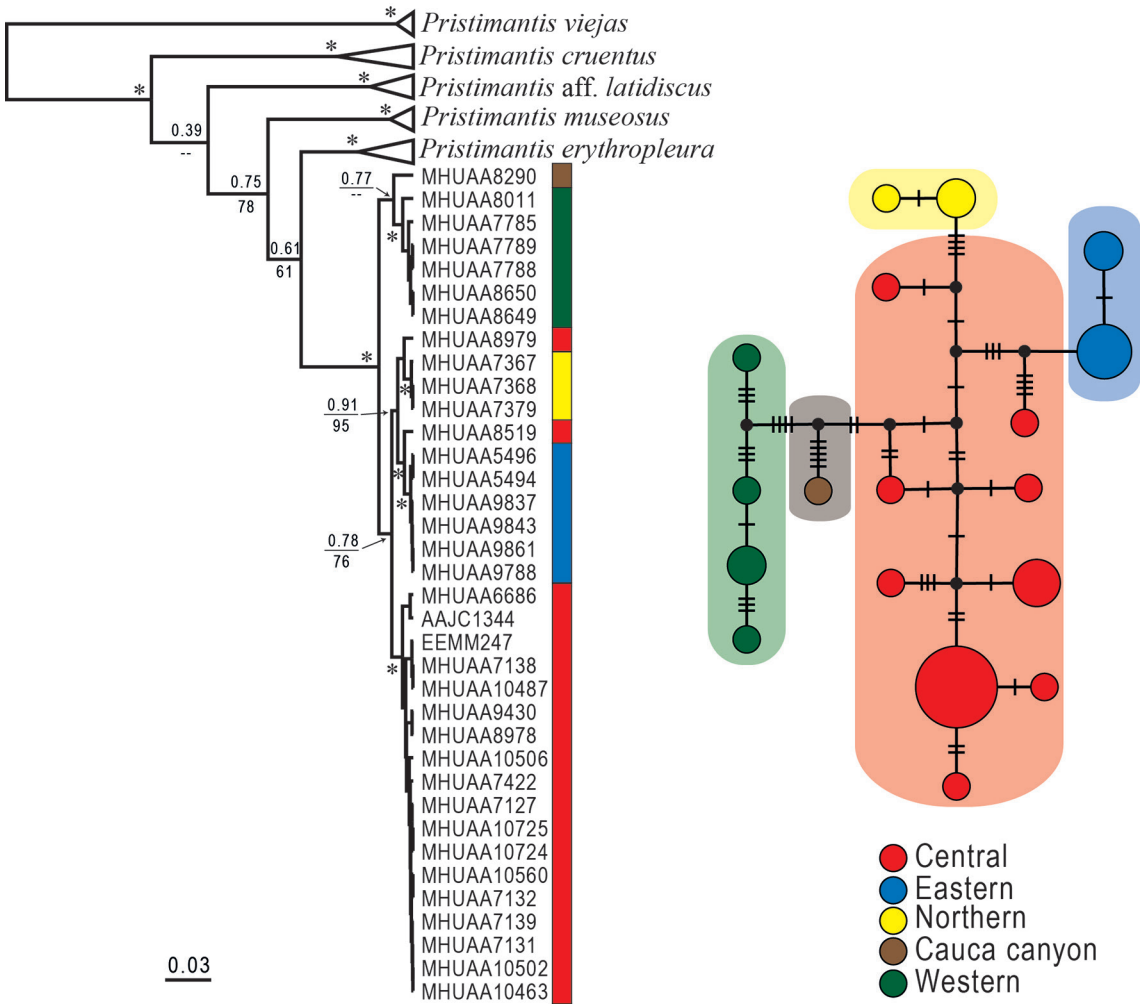 * Pristimantis viejas
* Pristimantis cruentus
* * Pristimantis aff. latidiscus
* Pristimantis museosus
* Pristimantis erythropleura
0.39
--
0.75
78
0.61
61
0.77
--
*
*
0.91
95
*
*
*
0.78
76
*
MHUAA8290
MHUAA8011
MHUAA7785
MHUAA7789
MHUAA7788
MHUAA8650
MHUAA8649
MHUAA8979
MHUAA7367
MHUAA7368
MHUAA7379
MHUAA8519
MHUAA5496
MHUAA5494
MHUAA9837
MHUAA9843
MHUAA9861
MHUAA9788
MHUAA6686
AAJC1344
EEMM247
MHUAA7138
MHUAA10487
MHUAA9430
MHUAA8978
MHUAA10506
MHUAA7422
MHUAA7127
MHUAA10725
MHUAA10724
MHUAA10560
MHUAA7132
MHUAA7139
MHUAA7131
MHUAA10502
MHUAA10463
0.03
Central
Eastern
Northern
Cauca canyon
Western